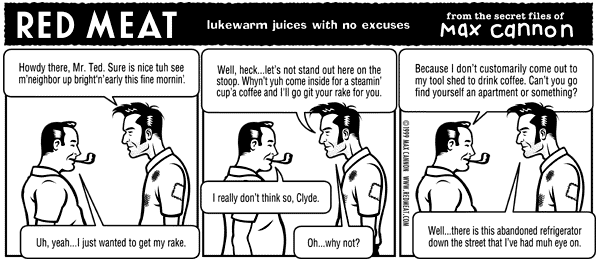 RED MEAT
lukewarm juices with no excuses
from the secret files of
Max cannon
Howdy there, Mr. Ted. Sure is nice tuh see
m'neighbor up bright'n'early this fine mornin'.
Uh, yeah...I just wanted to get my rake.
Well, heck...let's not stand out here on the
stoop. Whyn't yuh come inside for a steamin'
cup'a coffee and I'll go git your rake for you.
I really don't think so, Clyde.
Oh...why not?
Because I don't customarily come out to
my tool shed to drink coffee. Can't you go
find yourself an apartment or something?
Well...there is this abandoned refrigerator
down the street that I've had muh eye on.
©1999 MAX CANNON WWW.REDMEAT.COM